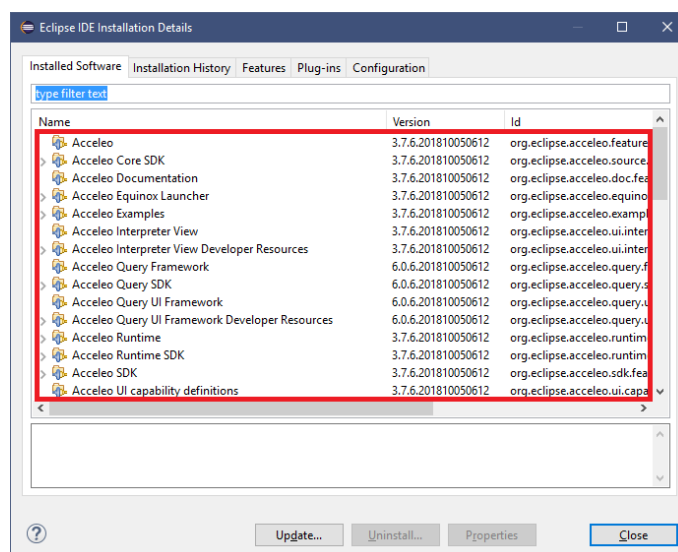 Eclipse IDE Installation Details
Installed Software Installation History Features Plug-ins Configuration
type filter text
Name Version Id
Acceleo 3.7.6.201810050612 org.eclipse.acceleo.feature
Acceleo Core SDK 3.7.6.201810050612 org.eclipse.acceleo.source.
Acceleo Documentation 3.7.6.201810050612 org.eclipse.acceleo.doc.fea
Acceleo Equinox Launcher 3.7.6.201810050612 org.eclipse.acceleo.equino
Acceleo Examples 3.7.6.201810050612 org.eclipse.acceleo.exampl
Acceleo Interpreter View 3.7.6.201810050612 org.eclipse.acceleo.ui.inter
Acceleo Interpreter View Developer Resources 3.7.6.201810050612 org.eclipse.acceleo.ui.inter
Acceleo Query Framework 6.0.6.201810050612 org.eclipse.acceleo.query.f
Acceleo Query SDK 6.0.6.201810050612 org.eclipse.acceleo.query.s
Acceleo Query UI Framework 6.0.6.201810050612 org.eclipse.acceleo.query.u
Acceleo Query UI Framework Developer Resources 6.0.6.201810050612 org.eclipse.acceleo.query.u
Acceleo Runtime 3.7.6.201810050612 org.eclipse.acceleo.runtim
Acceleo Runtime SDK 3.7.6.201810050612 org.eclipse.acceleo.runtim
Acceleo SDK 3.7.6.201810050612 org.eclipse.acceleo.sdk.fea
Acceleo UI capability definitions 3.7.6.201810050612 org.eclipse.acceleo.ui.capa
? Update... Uninstall... Properties Close